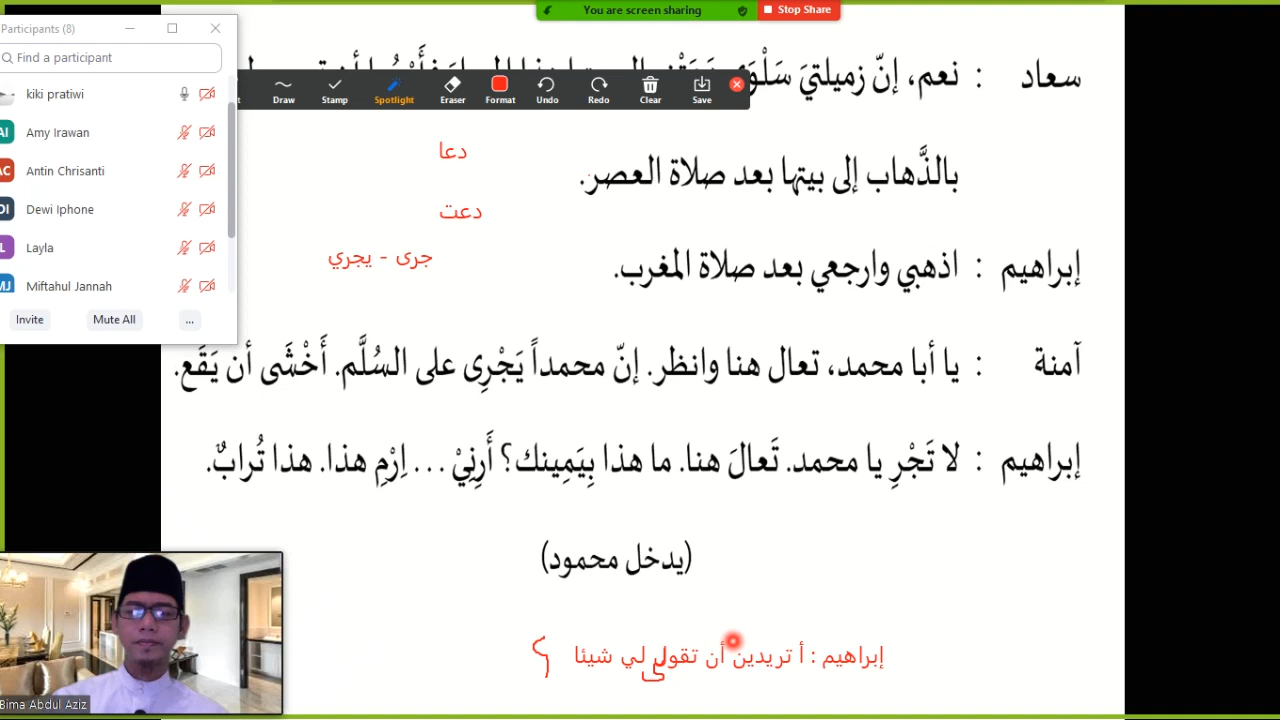 You are screen sharing
Stop Share
Participants (8)
Find a participant
kiki pratiwi
AI Amy Irawan
AC Antin Chrisanti
DI Dewi Iphone
L Layla
MJ Miftahul Jannah
Invite
Mute All
...
Draw
Stamp
Spotlight
Eraser
Format
Undo
Redo
Clear
Save
سعاد : نعم، إنّ زميلتيَ سَلْوَى
بالذَّهاب إلى بيتها بعد صلاة العصر.
دعا
دعت
جرى - يجري
إبراهيم : اذهبي وارجعي بعد صلاة المغرب.
آمنة : يا أبا محمد، تعال هنا وانظر. إنّ محمداً يَجْرِى على السُلَّم. أَخْشَى أن يَقَع.
إبراهيم : لا تَجْرِ يا محمد. تَعالَ هنا. ما هذا بِيَمِينك؟ أَرِنِيْ... اِرْمِ هذا. هذا تُرابٌ.
(يدخل محمود)
إبراهيم : أ تريدين أن تقولي لي شيئا ؟
Bima Abdul Aziz